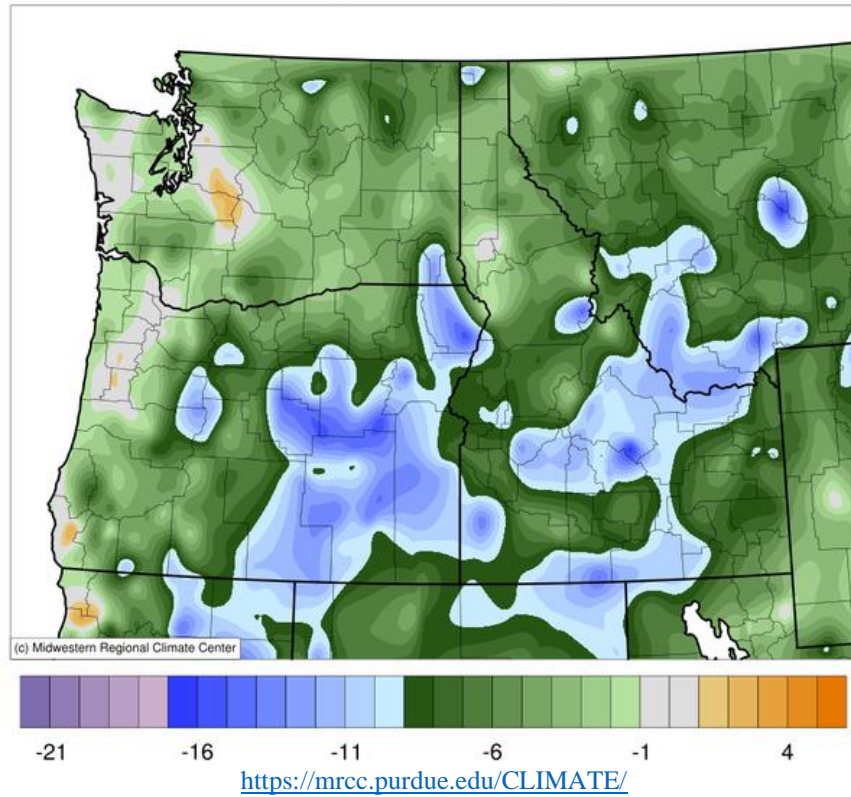 (c) Midwestern Regional Climate Center
-21 -16 -11 -6 -1 4
https://mrcc.purdue.edu/CLIMATE/